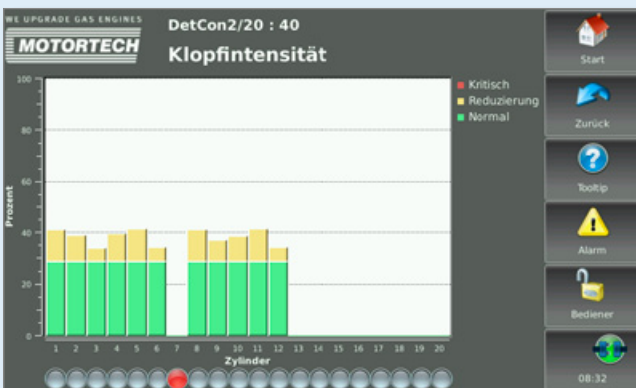 WE UPGRADE GAS ENGINES
MOTORTECH
DetCon2/20 : 40
Klopfintensität
Start
Zurück
Tooltip
Alarm
Bediener
08:32
Kritisch
Reduzierung
Normal
Prozent
100
80
60
40
20
0
1 2 3 4 5 6 7 8 9 10 11 12 13 14 15 16 17 18 19 20
Zylinder